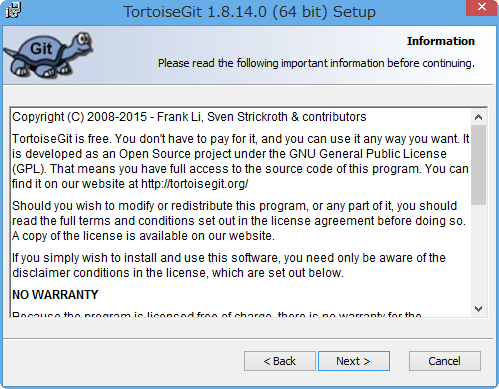 TortoiseGit 1.8.14.0 (64 bit) Setup
Git
Information
Please read the following important information before continuing.
Copyright (C) 2008-2015 - Frank Li, Sven Strickroth & contributors
TortoiseGit is free. You don't have to pay for it, and you can use it any way you want. It
is developed as an Open Source project under the GNU General Public License
(GPL). That means you have full access to the source code of this program. You can
find it on our website at http://tortoisegit.org/
Should you wish to modify or redistribute this program, or any part of it, you should
read the full terms and conditions set out in the license agreement before doing so.
A copy of the license is available on our website.
If you simply wish to install and use this software, you need only be aware of the
disclaimer conditions in the license, which are set out below.
NO WARRANTY
Because the program is licensed free of charge, there is no warranty for the
< Back
Next >
Cancel